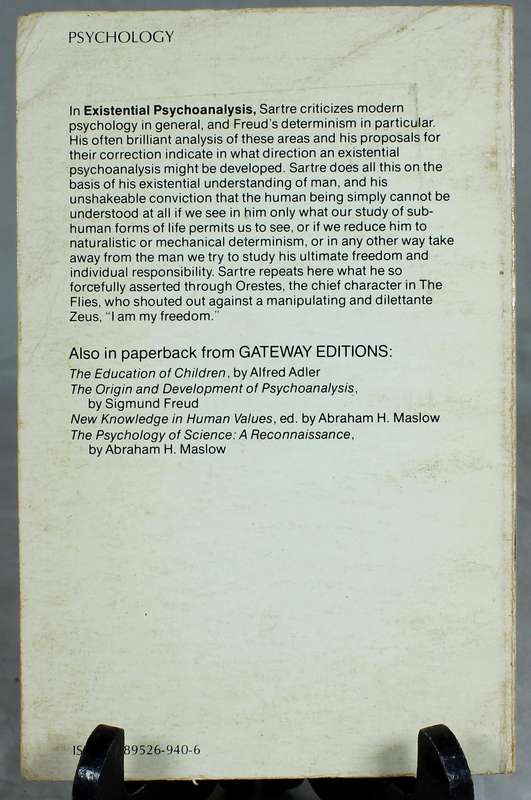 PSYCHOLOGY
In Existential Psychoanalysis, Sartre criticizes modern
psychology in general, and Freud's determinism in particular.
His often brilliant analysis of these areas and his proposals for
their correction indicate in what direction an existential
psychoanalysis might be developed. Sartre does all this on the
basis of his existential understanding of man, and his
unshakeable conviction that the human being simply cannot be
understood at all if we see in him only what our study of sub-
human forms of life permits us to see, or if we reduce him to
naturalistic or mechanical determinism, or in any other way take
away from the man we try to study his ultimate freedom and
individual responsibility. Sartre repeats here what he so
forcefully asserted through Orestes, the chief character in The
Flies, who shouted out against a manipulating and dilettante
Zeus, "I am my freedom."
Also in paperback from GATEWAY EDITIONS:
The Education of Children, by Alfred Adler
The Origin and Development of Psychoanalysis,
by Sigmund Freud
New Knowledge in Human Values, ed. by Abraham H. Maslow
The Psychology of Science: A Reconnaissance,
by Abraham H. Maslow
89526-940-6